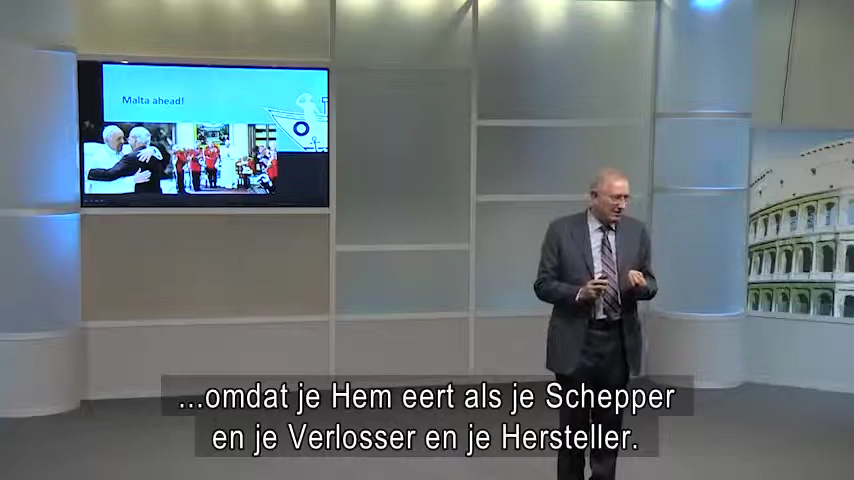 Malta ahead!
...omdat je Hem eert als je Schepper
en je Verlosser en je Hersteller.